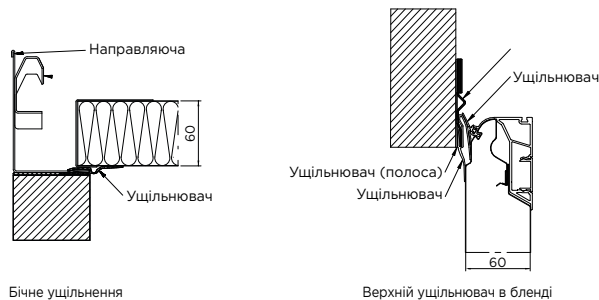 Направляюча
60
Ущільнювач
Бічне ущільнення
Ущільнювач
Ущільнювач (полоса)
Ущільнювач
60
Верхній ущільнювач в бленді